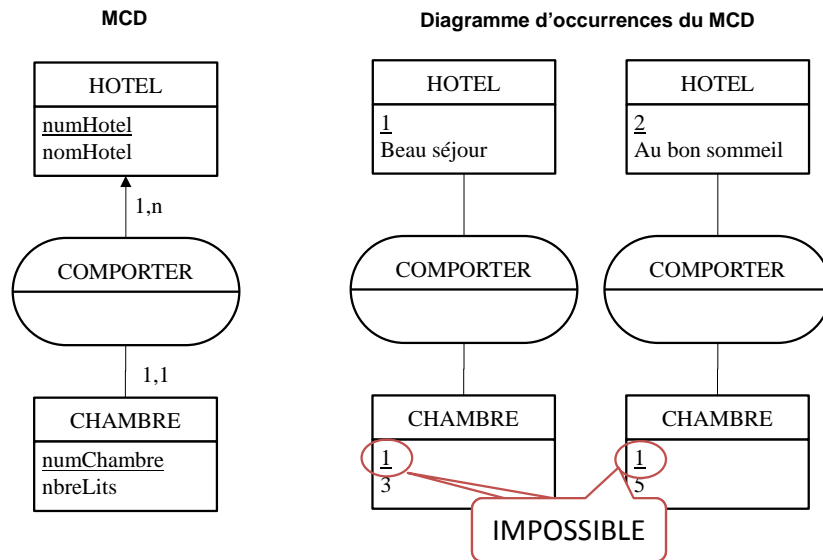 MCD
HOTEL
numHotel
nomHotel
1,n
COMPORTER
1,1
CHAMBRE
numChambre
nbreLits
Diagramme d’occurrences du MCD
HOTEL
1
Beau séjour
COMPORTER
CHAMBRE
1
3
HOTEL
2
Au bon sommeil
COMPORTER
CHAMBRE
1
5
IMPOSSIBLE